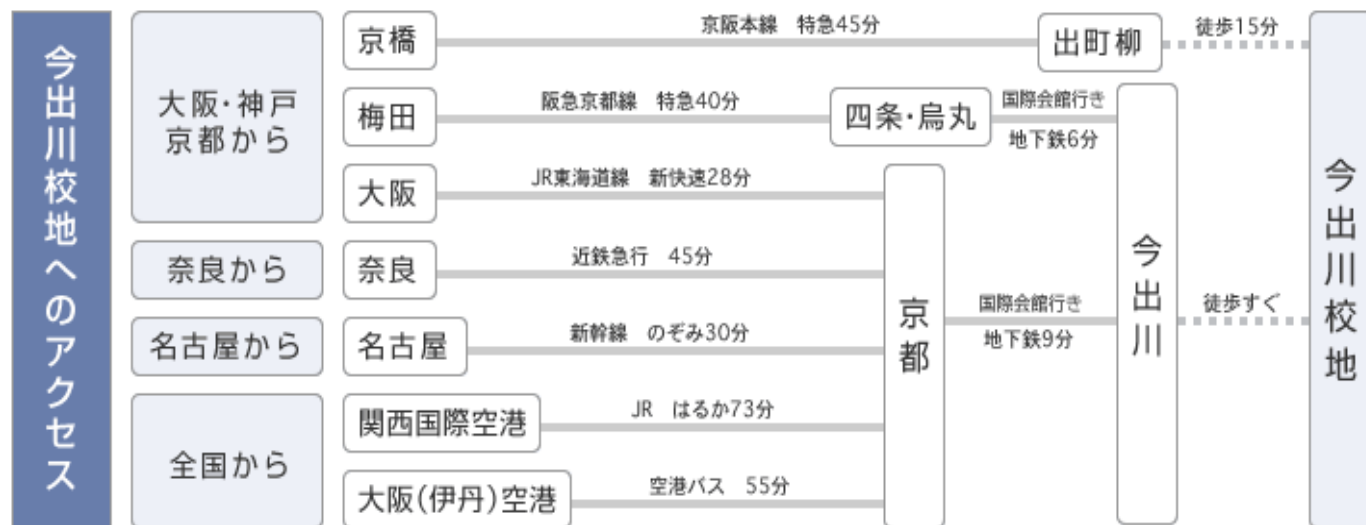 今出川校地へのアクセス
大阪・神戸
京都から
京橋
京阪本線 特急45分
出町柳
徒歩15分
梅田
阪急京都線 特急40分
四条・烏丸
国際会館行き
地下鉄6分
大阪
JR東海道線 新快速28分
奈良から
奈良
近鉄急行 45分
名古屋から
名古屋
新幹線 のぞみ30分
全国から
関西国際空港
JR はるか73分
大阪(伊丹)空港
空港バス 55分
京都
国際会館行き
地下鉄9分
今出川
徒歩すぐ
今出川校地